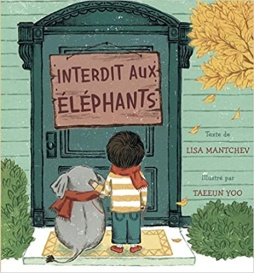 INTERDIT AUX
ÉLÉPHANTS
Texte de
LISA MANTCHEV
Illustré par
TAEEUN YOO